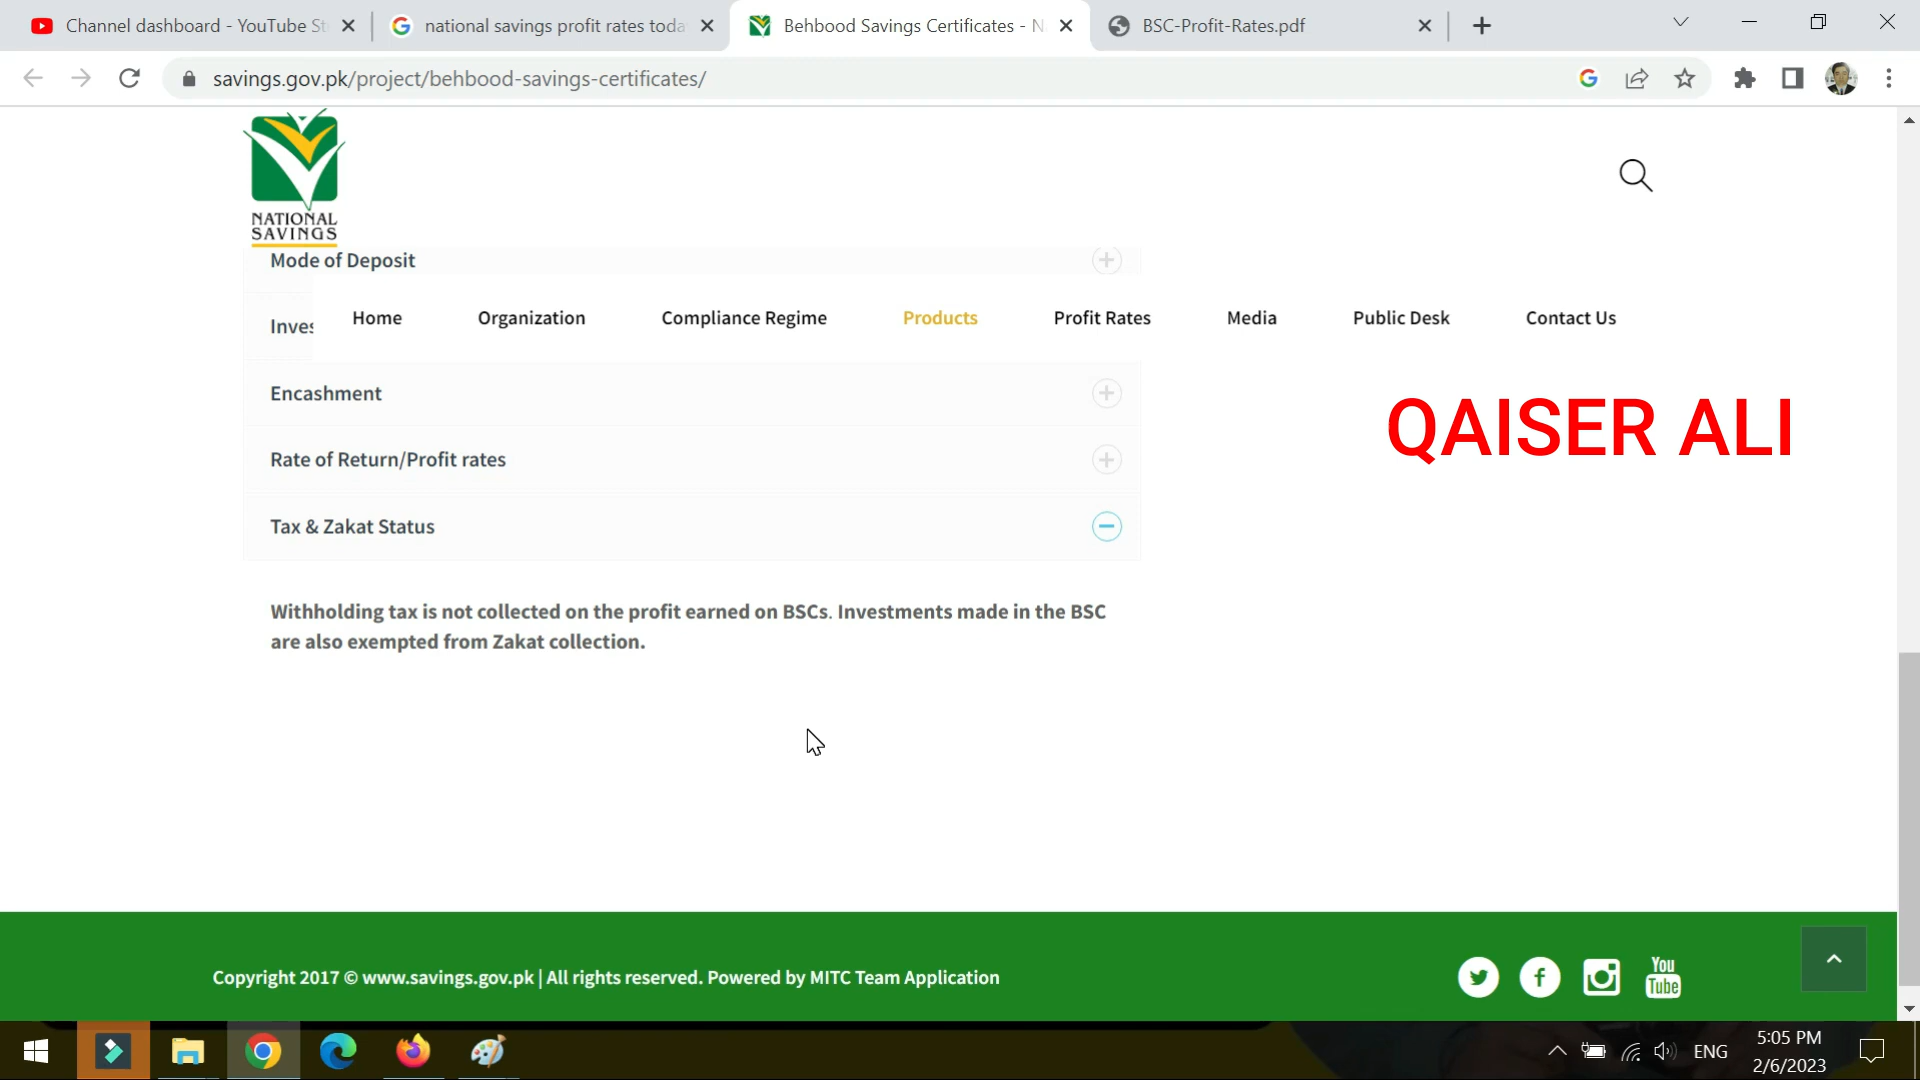 Channel dashboard - YouTube St
national savings profit rates toda
Behbood Savings Certificates - N
BSC-Profit-Rates.pdf
savings.gov.pk/project/behbood-savings-certificates/
NATIONAL
SAVINGS
Mode of Deposit
Inves
Home
Organization
Compliance Regime
Products
Profit Rates
Media
Public Desk
Contact Us
Encashment
QAISER ALI
Rate of Return/Profit rates
Tax & Zakat Status
Withholding tax is not collected on the profit earned on BSCs. Investments made in the BSC
are also exempted from Zakat collection.
Copyright 2017 © www.savings.gov.pk | All rights reserved. Powered by MITC Team Application
You
Tube
ENG
5:05 PM
2/6/2023